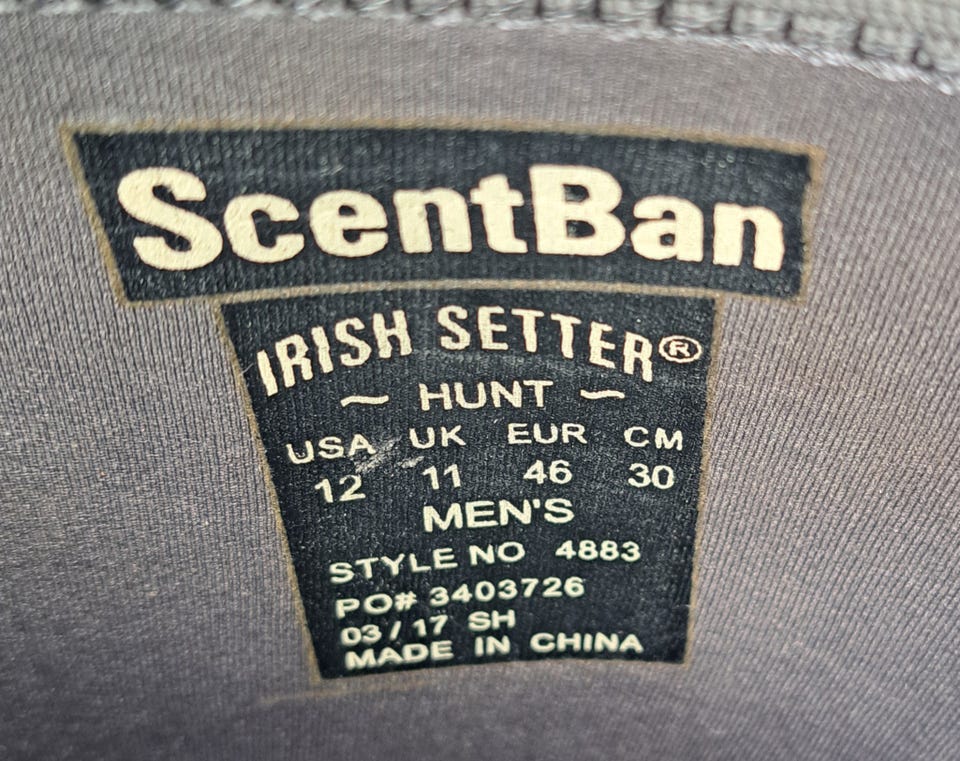 ScentBan
IRISH SETTER®
~ HUNT ~
USA UK EUR CM
12 11 46 30
MEN'S
STYLE NO 4883
PO# 3403726
03/17 SH
MADE IN CHINA